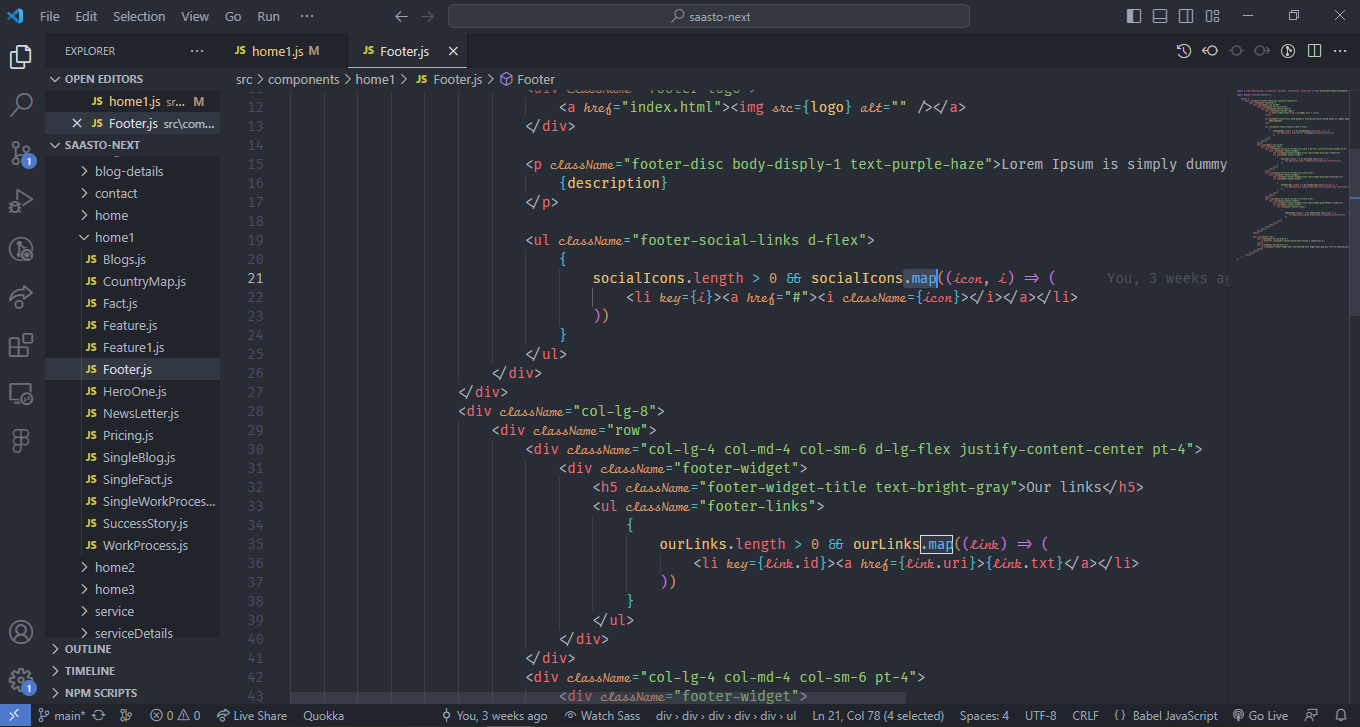 File Edit Selection View Go Run ··· saasto-next
EXPLORER ···
JS home1.js M
JS Footer.js
OPEN EDITORS
JS home1.js sr... M
JS Footer.js src\com...
SAASTO-NEXT
blog-details
contact
home
home1
JS Blogs.js
JS CountryMap.js
JS Fact.js
JS Feature.js
JS Feature1.js
JS Footer.js
JS HeroOne.js
JS NewsLetter.js
JS Pricing.js
JS SingleBlog.js
JS SingleFact.js
JS SingleWorkProces...
JS SuccessStory.js
JS WorkProcess.js
home2
home3
service
serviceDetails
OUTLINE
TIMELINE
NPM SCRIPTS
1
1
src > components > home1 > JS Footer.js > Footer
11 <div className="footer-logo">
12 <a href="index.html"><img src={logo} alt="" /></a>
13 </div>
14
15 <p className="footer-disc body-disply-1 text-purple-haze">Lorem Ipsum is simply dummy
16 {description}
17 </p>
18
19 <ul className="footer-social-links d-flex">
20 {
21 socialIcons.length > 0 && socialIcons.map((icon, i) => ( You, 3 weeks ag
22 <li key={i}><a href="#"><i className={icon}></i></a></li>
23 ))
24 }
25 </ul>
26 </div>
27 </div>
28 <div className="col-lg-8">
29 <div className="row">
30 <div className="col-lg-4 col-md-4 col-sm-6 d-lg-flex justify-content-center pt-4">
31 <div className="footer-widget">
32 <h5 className="footer-widget-title text-bright-gray">Our links</h5>
33 <ul className="footer-links">
34 {
35 ourLinks.length > 0 && ourLinks.map((link) => (
36 <li key={link.id}><a href={link.uri}>{link.txt}</a></li>
37 ))
38 }
39 </ul>
40 </div>
41 </div>
42 <div className="col-lg-4 col-md-4 col-sm-6 pt-4">
43 <div className="footer-widget">
main* 0 0 Live Share Quokka You, 3 weeks ago Watch Sass div › div › div › div › div › ul Ln 21, Col 78 (4 selected) Spaces: 4 UTF-8 CRLF {} Babel JavaScript Go Live